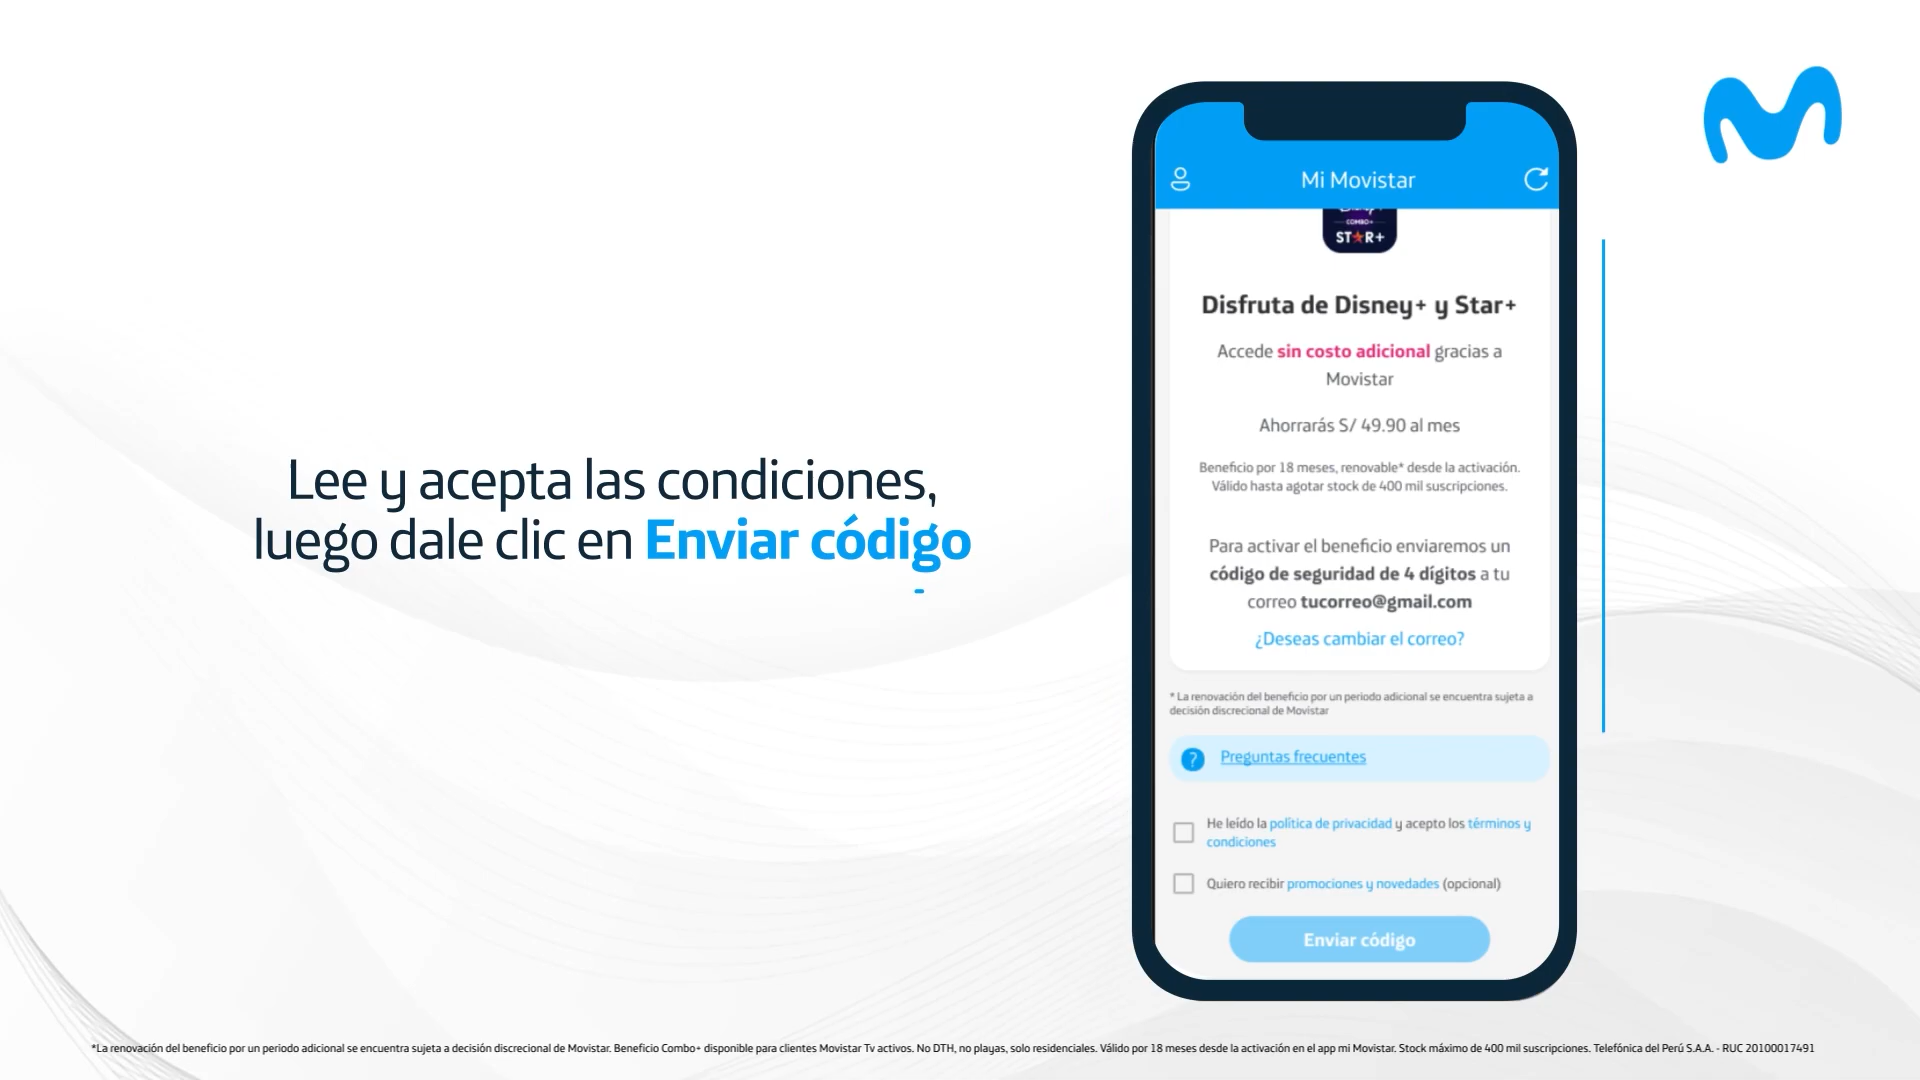 Lee y acepta las condiciones,
luego dale clic en Enviar código
Mi Movistar
COMBO+
ST★R+
Disfruta de Disney+ y Star+
Accede sin costo adicional gracias a
Movistar
Ahorrarás S/ 49.90 al mes
Beneficio por 18 meses, renovable* desde la activación.
Válido hasta agotar stock de 400 mil suscripciones.
Para activar el beneficio enviaremos un
código de seguridad de 4 dígitos a tu
correo tucorreo@gmail.com
¿Deseas cambiar el correo?
* La renovación del beneficio por un periodo adicional se encuentra sujeta a
decisión discrecional de Movistar
? Preguntas frecuentes
He leído la política de privacidad y acepto los términos y
condiciones
Quiero recibir promociones y novedades (opcional)
Enviar código
*La renovación del beneficio por un periodo adicional se encuentra sujeta a decisión discrecional de Movistar. Beneficio Combo+ disponible para clientes Movistar Tv activos. No DTH, no playas, solo residenciales. Válido por 18 meses desde la activación en el app mi Movistar. Stock máximo de 400 mil suscripciones. Telefónica del Perú S.A.A. - RUC 20100017491